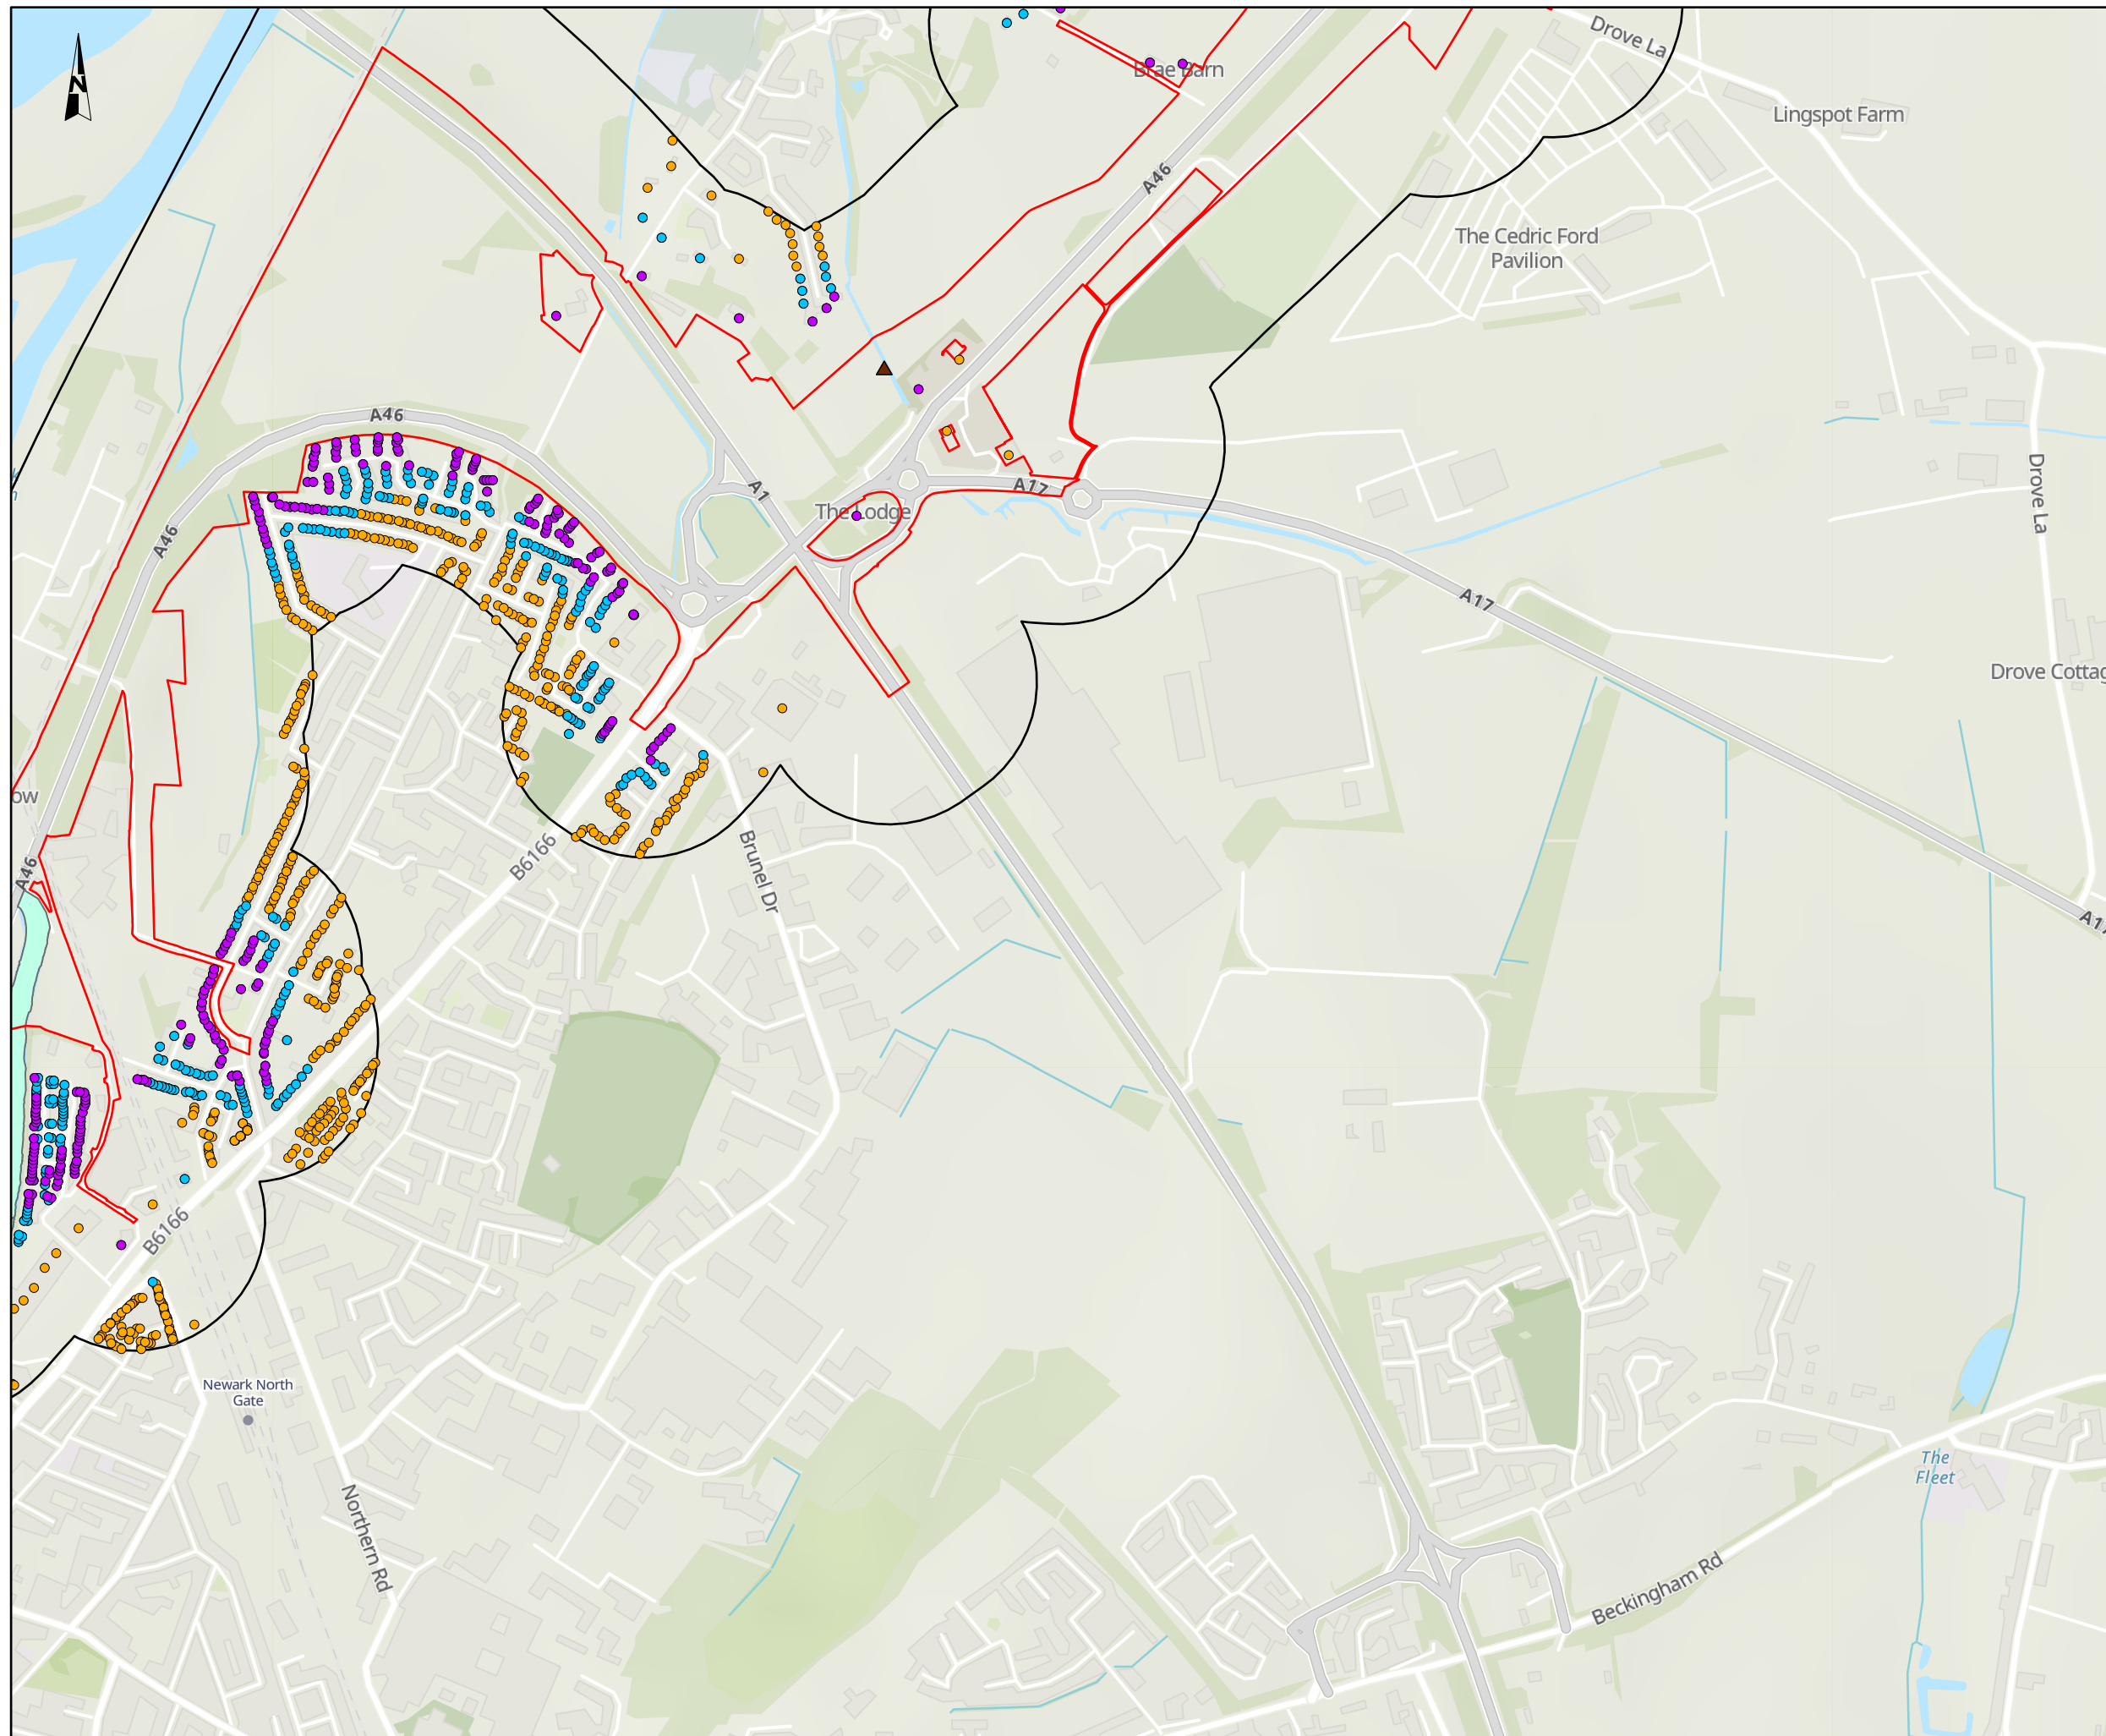 Drove La
Brae Barn
N
Lingspot Farm
A46
The Cedric Ford
Pavilion
A46
A1
A17
The Lodge
Drove La
A46
A17
Drove Cottag
ow
B6166
Brunel Dr
A46
A17
B6166
Newark North
Gate
The
Fleet
Northern Rd
Beckingham Rd